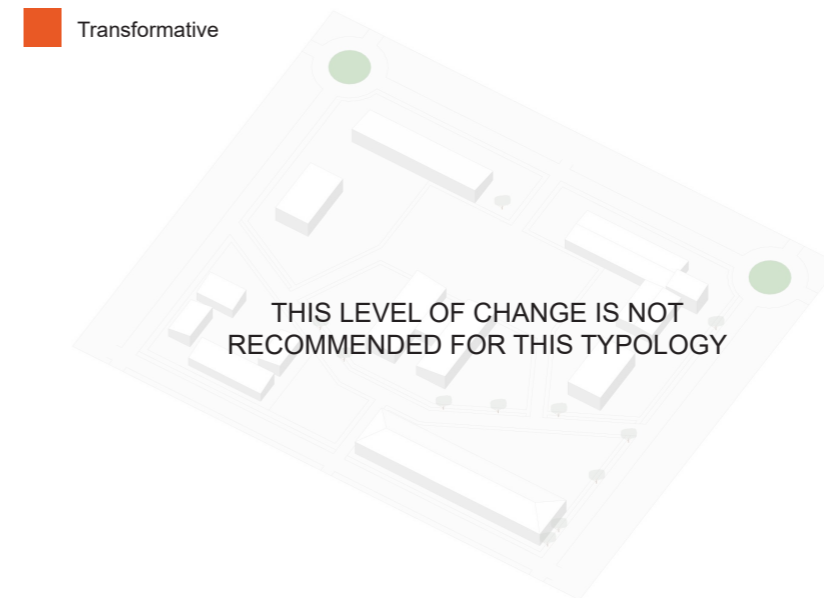 Transformative
THIS LEVEL OF CHANGE IS NOT
RECOMMENDED FOR THIS TYPOLOGY